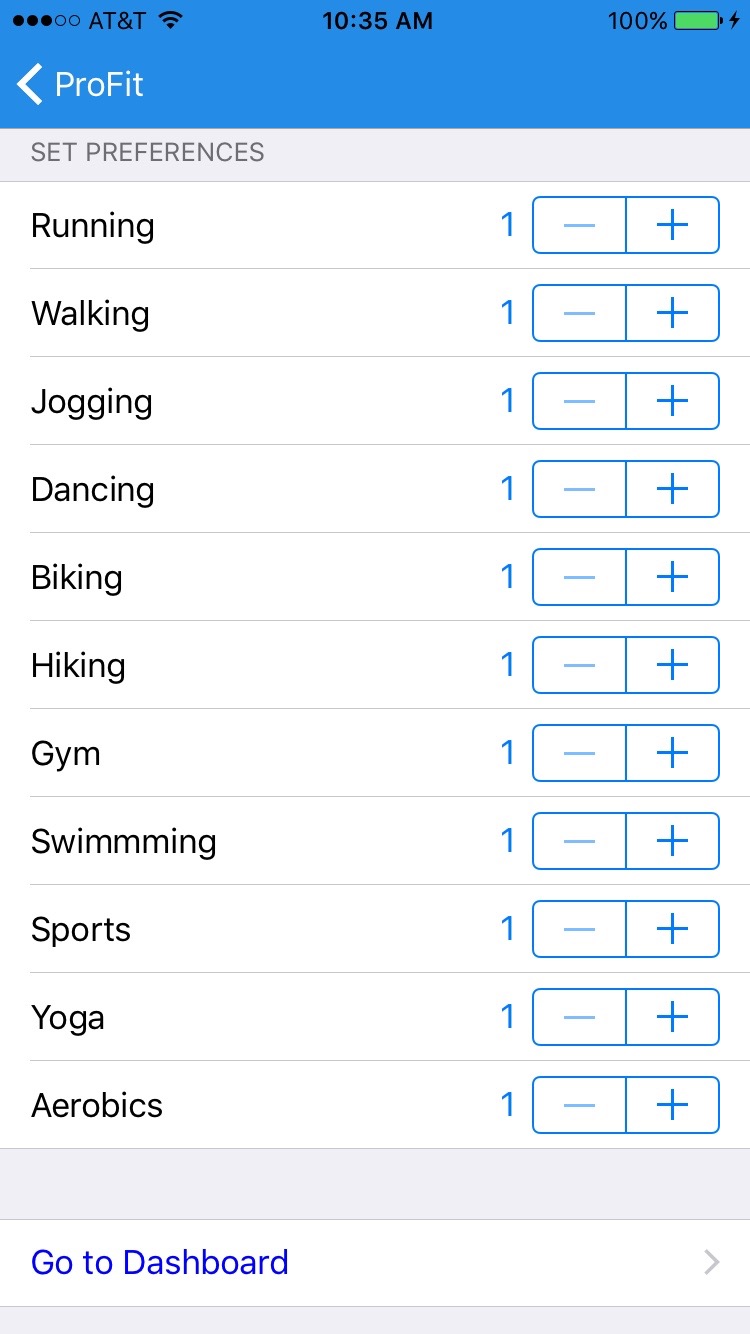 AT&T 10:35 AM 100%
ProFit
SET PREFERENCES
Running 1
Walking 1
Jogging 1
Dancing 1
Biking 1
Hiking 1
Gym 1
Swimmming 1
Sports 1
Yoga 1
Aerobics 1
Go to Dashboard